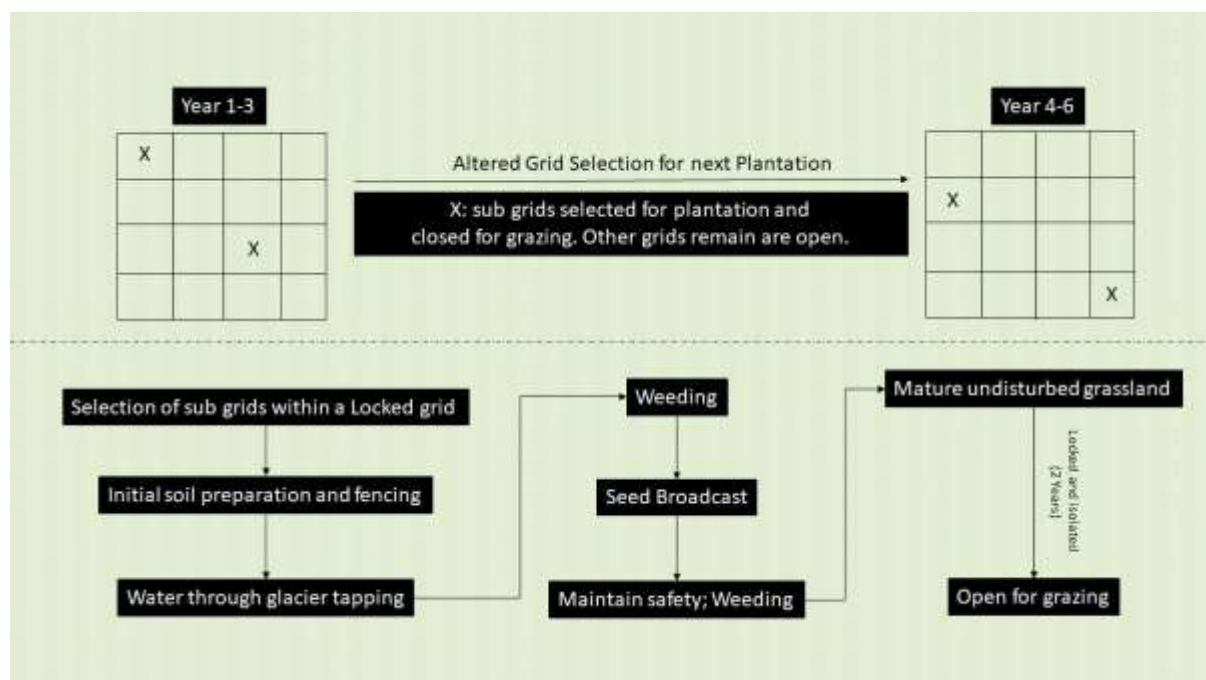 Year 1-3
Year 4-6
X
X
Altered Grid Selection for next Plantation
X: sub grids selected for plantation and
closed for grazing. Other grids remain are open.
X
X
Selection of sub grids within a Locked grid
Initial soil preparation and fencing
Water through glacier tapping
Weeding
Seed Broadcast
Maintain safety; Weeding
Mature undisturbed grassland
Locked and isolated
(2 Years)
Open for grazing